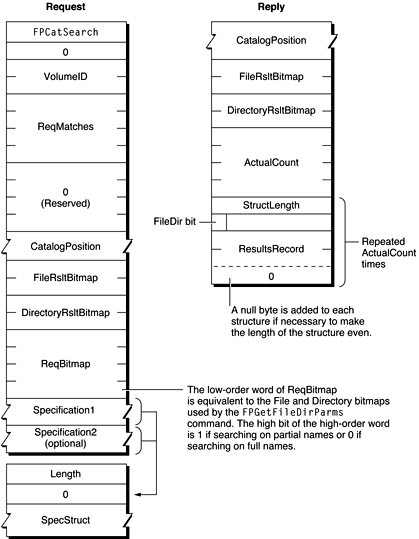 Request
FPCatSearch
0
VolumeID
ReqMatches
0
(Reserved)
CatalogPosition
FileRsltBitmap
DirectoryRsltBitmap
ReqBitmap
Specification1
Specification2
(optional)
Length
0
SpecStruct
Reply
CatalogPosition
FileRsltBitmap
DirectoryRsltBitmap
ActualCount
StructLength
FileDir bit
ResultsRecord
0
Repeated
ActualCount
times
A null byte is added to each
structure if necessary to make
the length of the structure even.
The low-order word of ReqBitmap
is equivalent to the File and Directory bitmaps
used by the FPGetFileDirParms
command. The high bit of the high-order word
is 1 if searching on partial names or 0 if
searching on full names.